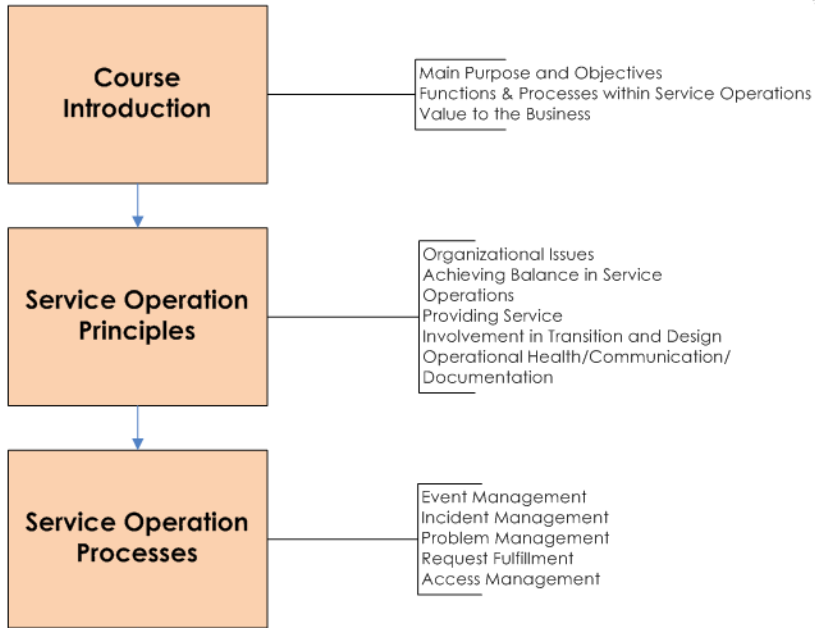 Course
Introduction
Main Purpose and Objectives
Functions & Processes within Service Operations
Value to the Business
Service Operation
Principles
Organizational Issues
Achieving Balance in Service
Operations
Providing Service
Involvement in Transition and Design
Operational Health/Communication/
Documentation
Service Operation
Processes
Event Management
Incident Management
Problem Management
Request Fulfillment
Access Management